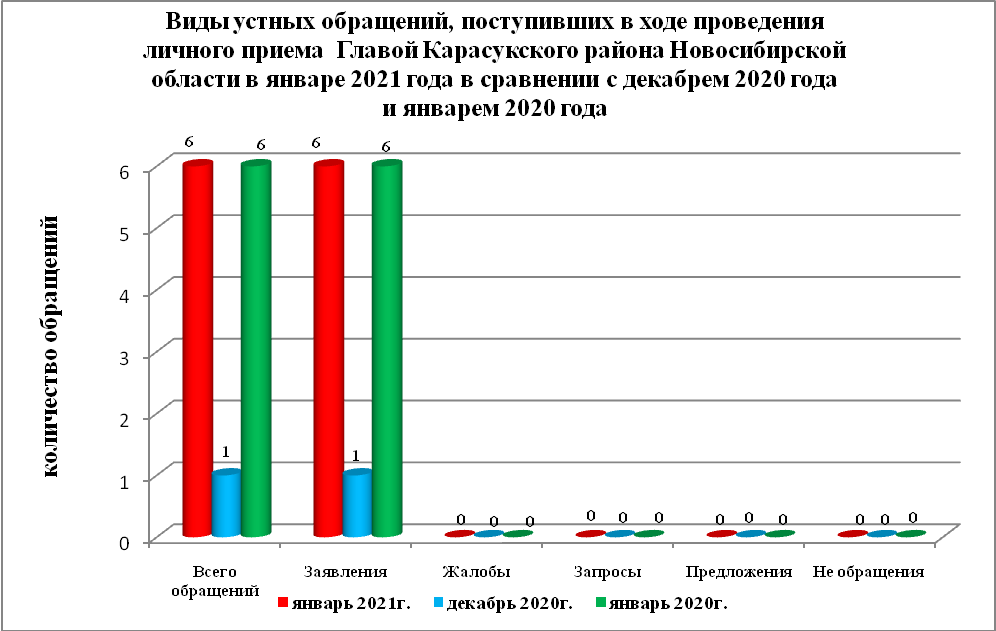 Виды устных обращений, поступивших в ходе проведения
личного приема Главой Карасукского района Новосибирской
области в январе 2021 года в сравнении с декабрем 2020 года
и январем 2020 года
количество обращений
6
5
4
3
2
1
0
6
1
6
6
1
6
0
0
0
0
0
0
0
0
0
0
0
0
Всего
обращений
Заявления
Жалобы
Запросы
Предложения
Не обращения
январь 2021г.
декабрь 2020г.
январь 2020г.